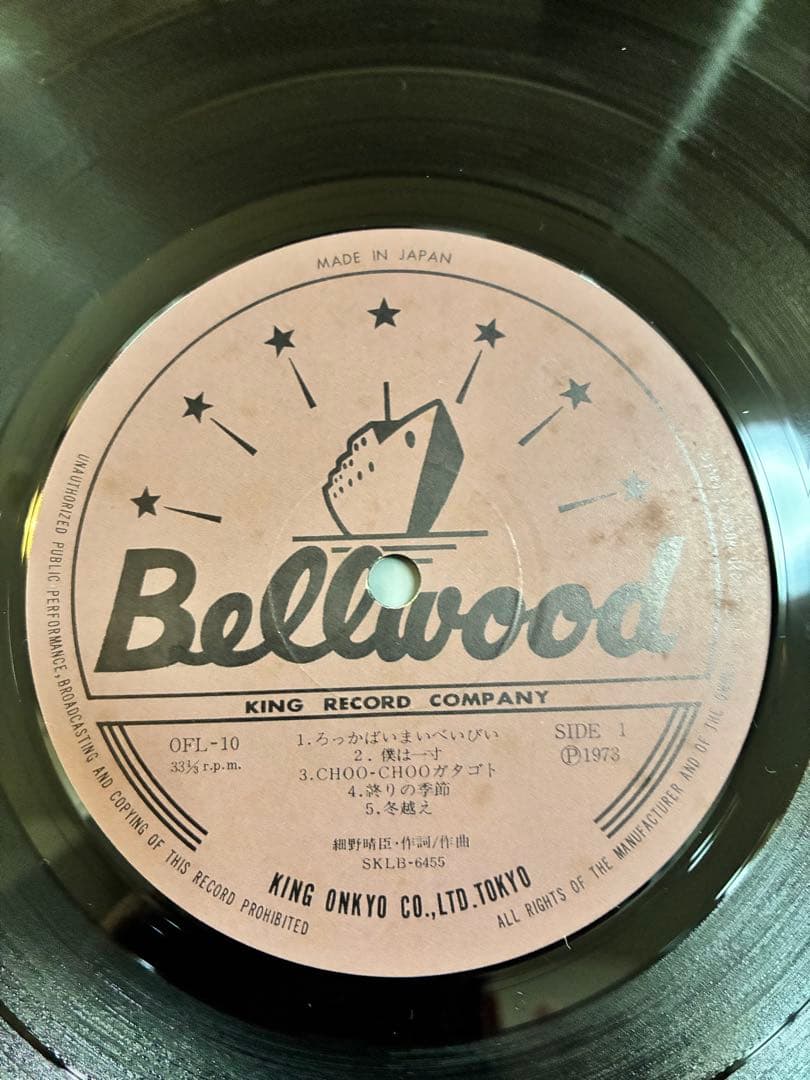 MADE IN JAPAN
Bellwood
KING RECORD COMPANY
OFL-10
33⅓ r.p.m.
1.ろっかばいまいべいびい
2. 僕は一寸
3.CHOO-CHOOガタゴト
4.終りの季節
5.冬越え
SIDE 1
Ⓟ1973
細野晴臣・作詞/作曲
SKLB-6455
KING ONKYO CO.,LTD.TOKYO
UNAUTHORIZED PUBLIC PERFORMANCE,BROADCASTING AND COPYING OF THIS RECORD PROHIBITED
ALL RIGHTS OF THE MANUFACTURER AND OF THE